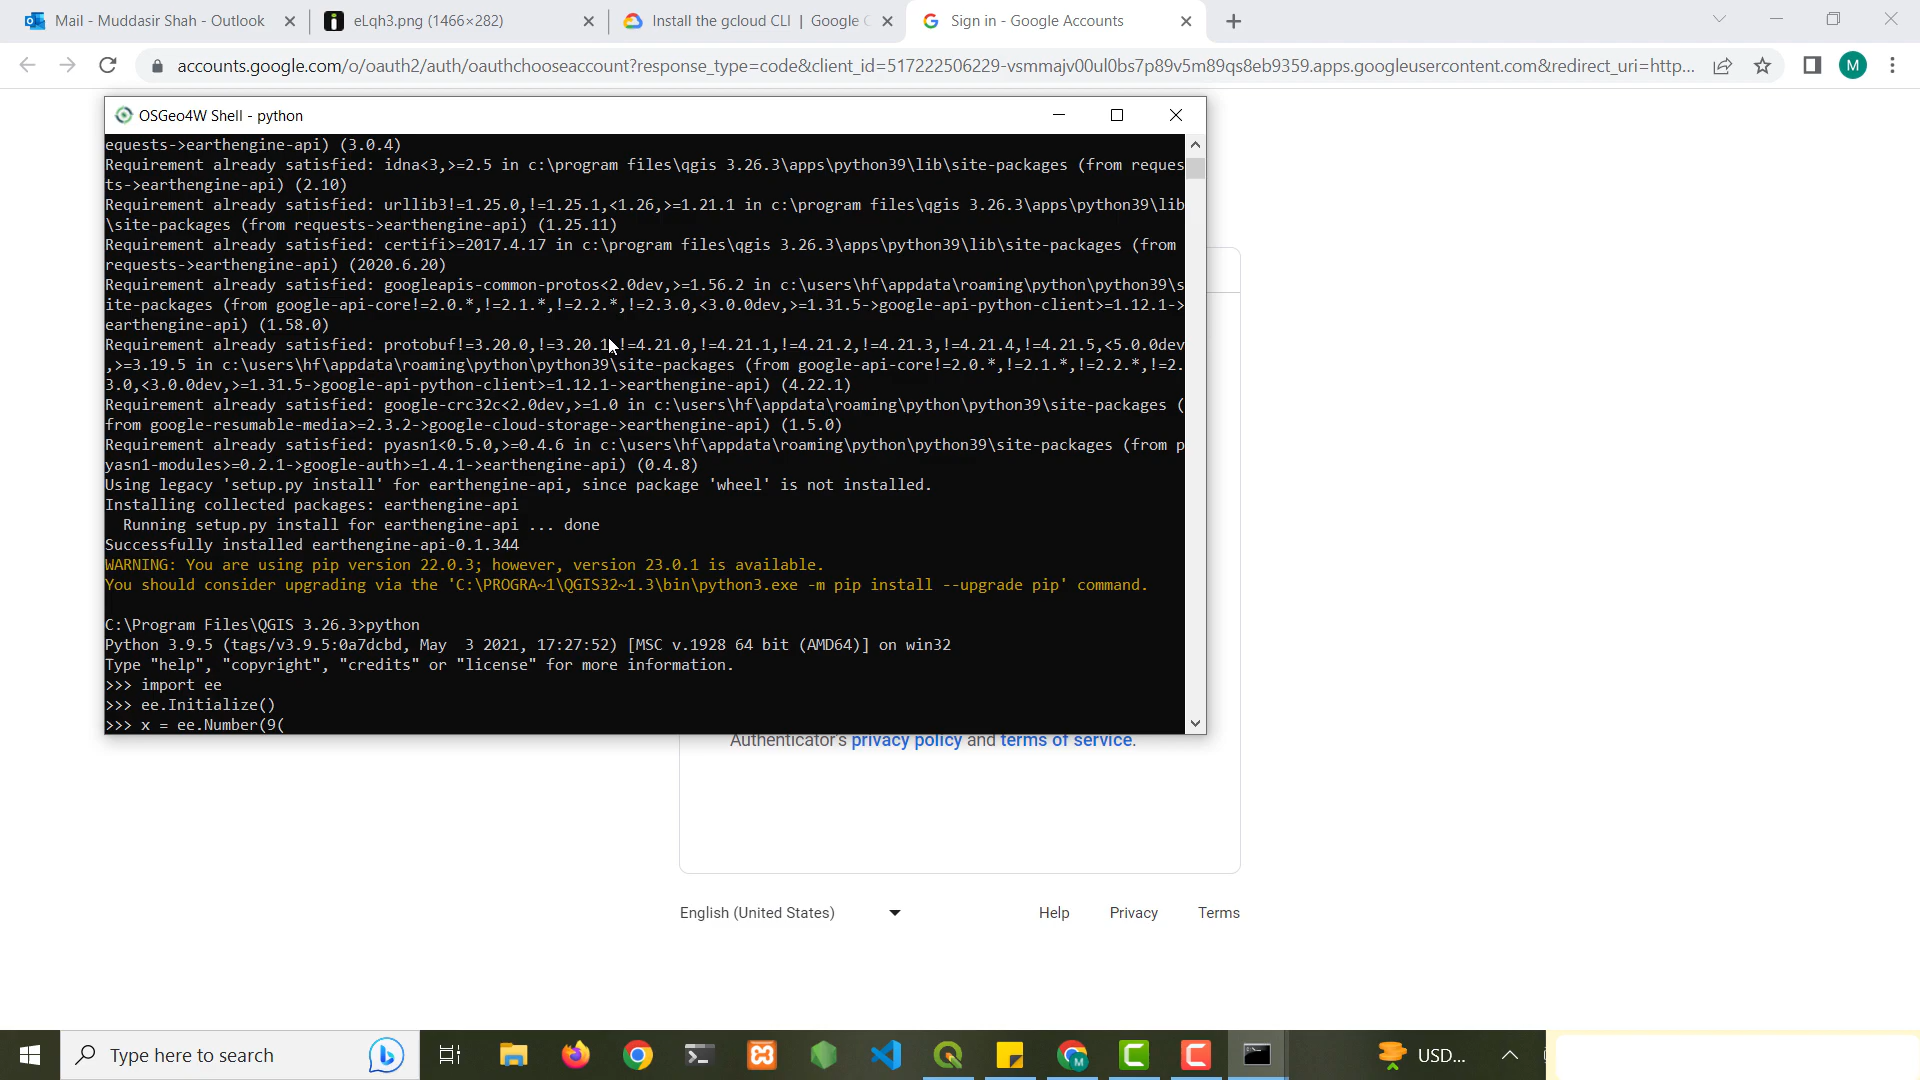 Mail - Muddasir Shah - Outlook
eLqh3.png (1466×282)
Install the gcloud CLI | Google C
Sign in - Google Accounts
accounts.google.com/o/oauth2/auth/oauthchooseaccount?response_type=code&client_id=517222506229-vsmmajv00ul0bs7p89v5m89qs8eb9359.apps.googleusercontent.com&redirect_uri=http...
M
OSGeo4W Shell - python
equests->earthengine-api) (3.0.4)
Requirement already satisfied: idna<3,>=2.5 in c:\program files\qgis 3.26.3\apps\python39\lib\site-packages (from reques
ts->earthengine-api) (2.10)
Requirement already satisfied: urllib3!=1.25.0,!=1.25.1,<1.26,>=1.21.1 in c:\program files\qgis 3.26.3\apps\python39\lib
\site-packages (from requests->earthengine-api) (1.25.11)
Requirement already satisfied: certifi>=2017.4.17 in c:\program files\qgis 3.26.3\apps\python39\lib\site-packages (from
requests->earthengine-api) (2020.6.20)
Requirement already satisfied: googleapis-common-protos<2.0dev,>=1.56.2 in c:\users\hf\appdata\roaming\python\python39\s
ite-packages (from google-api-core!=2.0.*,!=2.1.*,!=2.2.*,!=2.3.0,<3.0.0dev,>=1.31.5->google-api-python-client>=1.12.1->
earthengine-api) (1.58.0)
Requirement already satisfied: protobuf!=3.20.0,!=3.20.1,!=4.21.0,!=4.21.1,!=4.21.2,!=4.21.3,!=4.21.4,!=4.21.5,<5.0.0dev
,>=3.19.5 in c:\users\hf\appdata\roaming\python\python39\site-packages (from google-api-core!=2.0.*,!=2.1.*,!=2.2.*,!=2.
3.0,<3.0.0dev,>=1.31.5->google-api-python-client>=1.12.1->earthengine-api) (4.22.1)
Requirement already satisfied: google-crc32c<2.0dev,>=1.0 in c:\users\hf\appdata\roaming\python\python39\site-packages (
from google-resumable-media>=2.3.2->google-cloud-storage->earthengine-api) (1.5.0)
Requirement already satisfied: pyasn1<0.5.0,>=0.4.6 in c:\users\hf\appdata\roaming\python\python39\site-packages (from p
yasn1-modules>=0.2.1->google-auth>=1.4.1->earthengine-api) (0.4.8)
Using legacy 'setup.py install' for earthengine-api, since package 'wheel' is not installed.
Installing collected packages: earthengine-api
Running setup.py install for earthengine-api ... done
Successfully installed earthengine-api-0.1.344
WARNING: You are using pip version 22.0.3; however, version 23.0.1 is available.
You should consider upgrading via the 'C:\PROGRA~1\QGIS32~1.3\bin\python3.exe -m pip install --upgrade pip' command.
C:\Program Files\QGIS 3.26.3>python
Python 3.9.5 (tags/v3.9.5:0a7dcbd, May  3 2021, 17:27:52) [MSC v.1928 64 bit (AMD64)] on win32
Type "help", "copyright", "credits" or "license" for more information.
>>> import ee
>>> ee.Initialize()
>>> x = ee.Number(9(
Authenticator's privacy policy and terms of service.
English (United States)
Help
Privacy
Terms
Type here to search
USD...